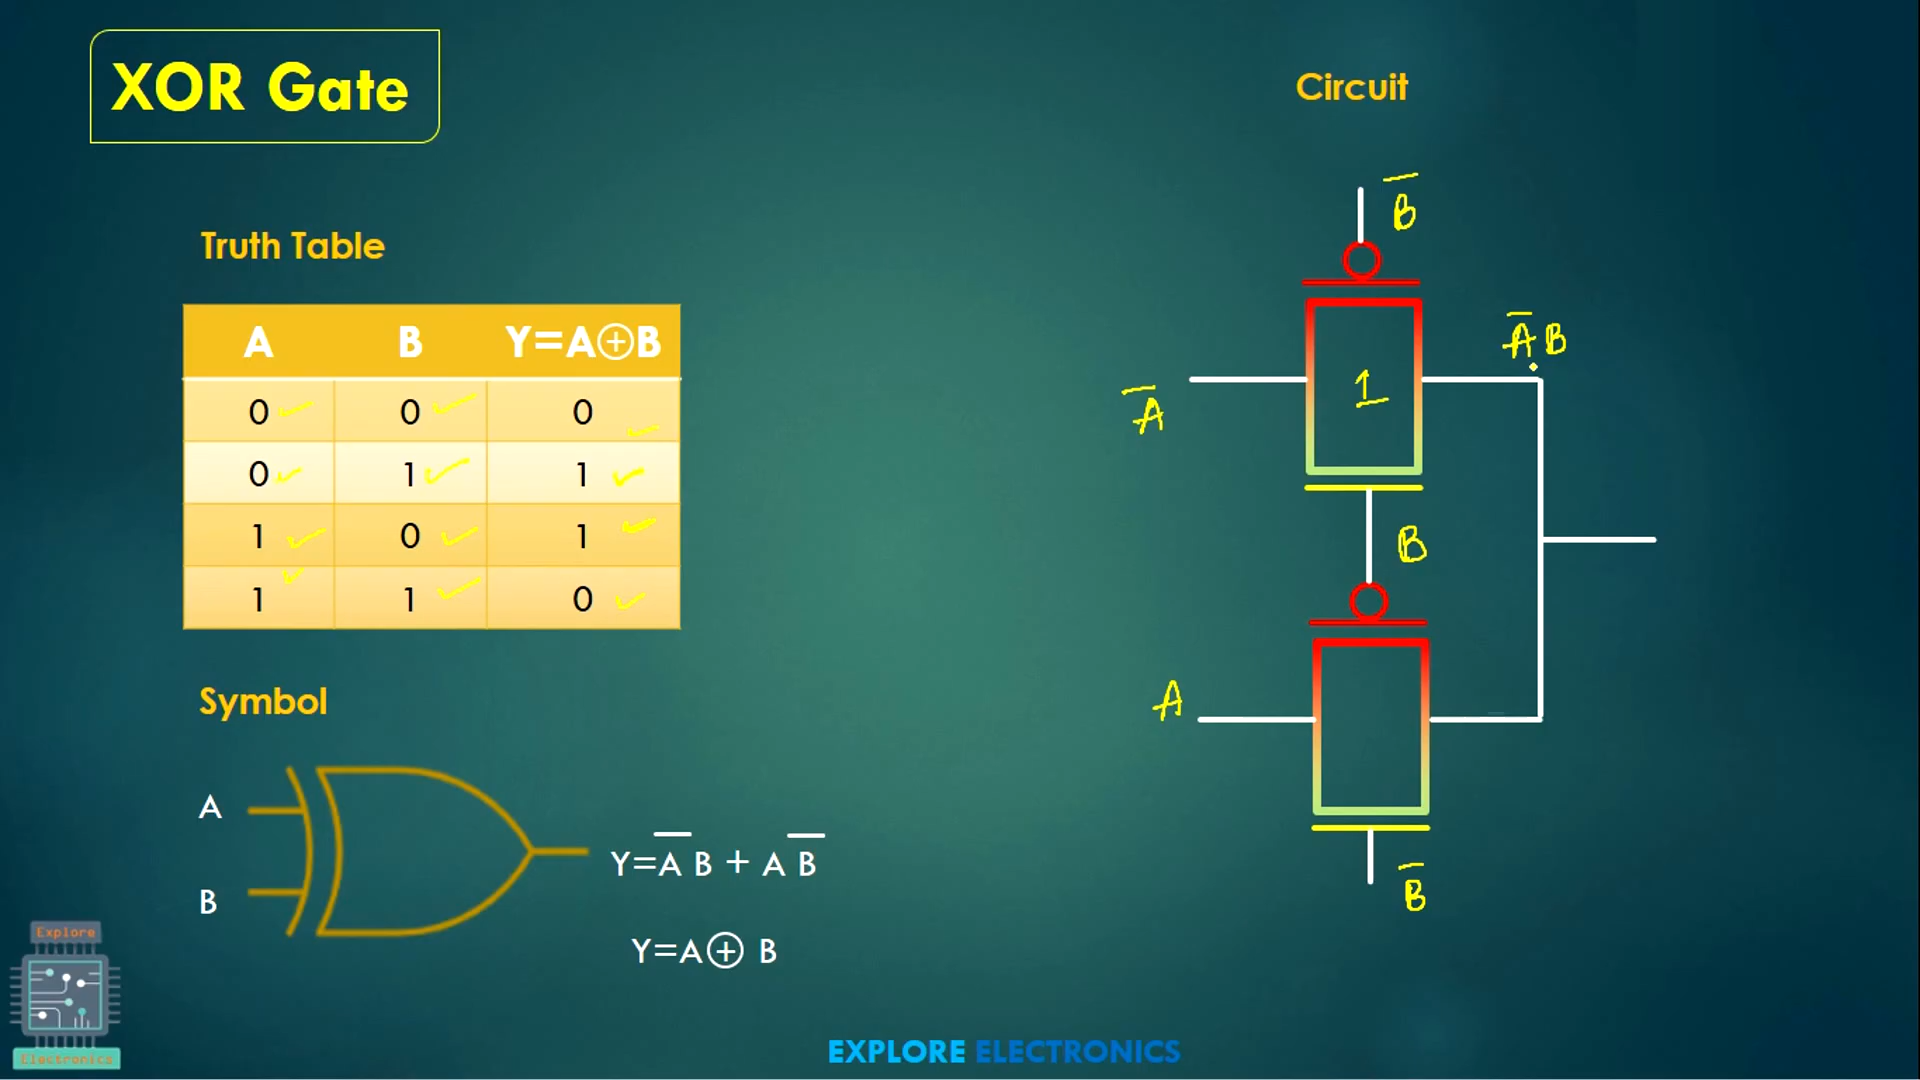 XOR Gate
Circuit
Truth Table
A B Y=A⊕B
0 0 0
0 1 1
1 0 1
1 1 0
Symbol
A
B
Y=A̅ B + A B̅
Y=A⊕ B
B̅
A̅
1
A̅B
B
A
B̅
Explore
Electronics
EXPLORE ELECTRONICS